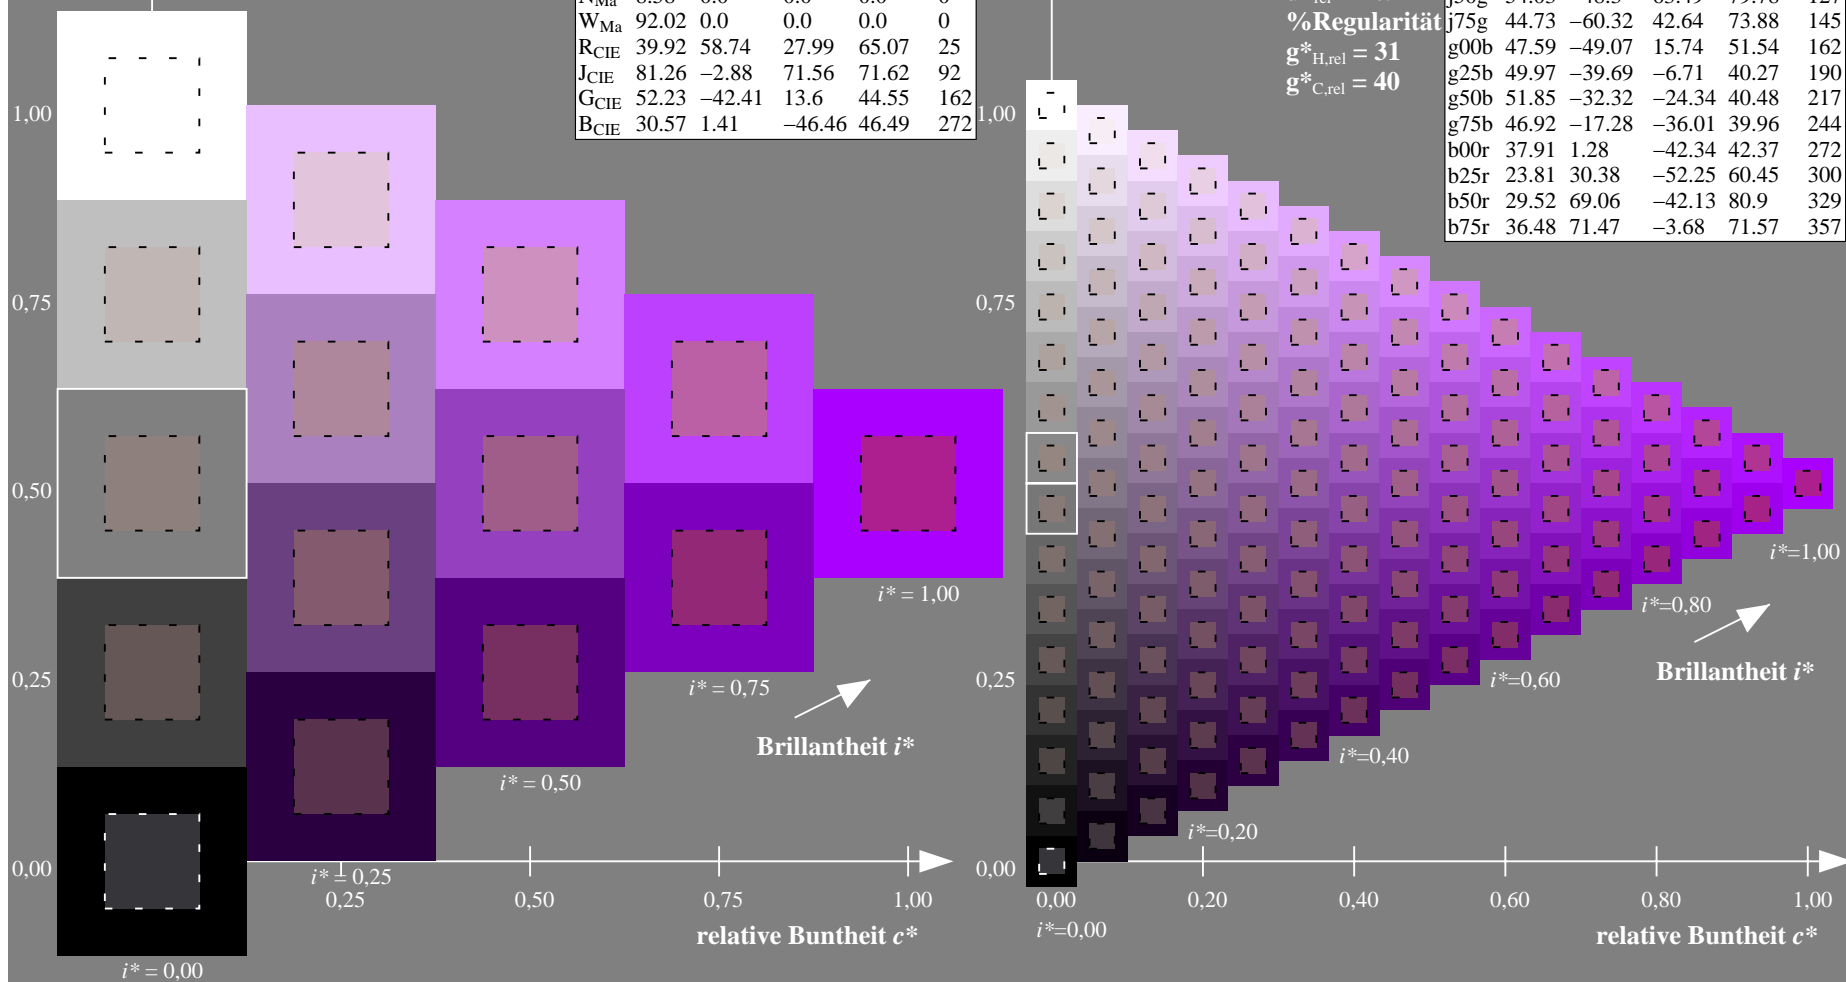 W_Ma 92.02 0.0 0.0 0.0 0
R_CIE 39.92 58.74 27.99 65.07 25
J_CIE 81.26 −2.88 71.56 71.62 92
G_CIE 52.23 −42.41 13.6 44.55 162
B_CIE 30.57 1.41 −46.46 46.49 272
1,00
0,75
0,50
0,25
0,00
i* = 1,00
i* = 0,75
i* = 0,50
i* = 0,25
i* = 0,00
Brillantheit i*
0,25 0,50 0,75 1,00
relative Buntheit c*
%Regularität
g*H,rel = 31
g*C,rel = 40
j75g 44.73 −60.32 42.64 73.88 145
g00b 47.59 −49.07 15.74 51.54 162
g25b 49.97 −39.69 −6.71 40.27 190
g50b 51.85 −32.32 −24.34 40.48 217
g75b 46.92 −17.28 −36.01 39.96 244
b00r 37.91 1.28 −42.34 42.37 272
b25r 23.81 30.38 −52.25 60.45 300
b50r 29.52 69.06 −42.13 80.9 329
b75r 36.48 71.47 −3.68 71.57 357
1,00
0,75
0,50
0,25
0,00
i*=1,00
i*=0,80
i*=0,60
i*=0,40
i*=0,20
Brillantheit i*
0,00 0,20 0,40 0,60 0,80 1,00
i*=0,00
relative Buntheit c*